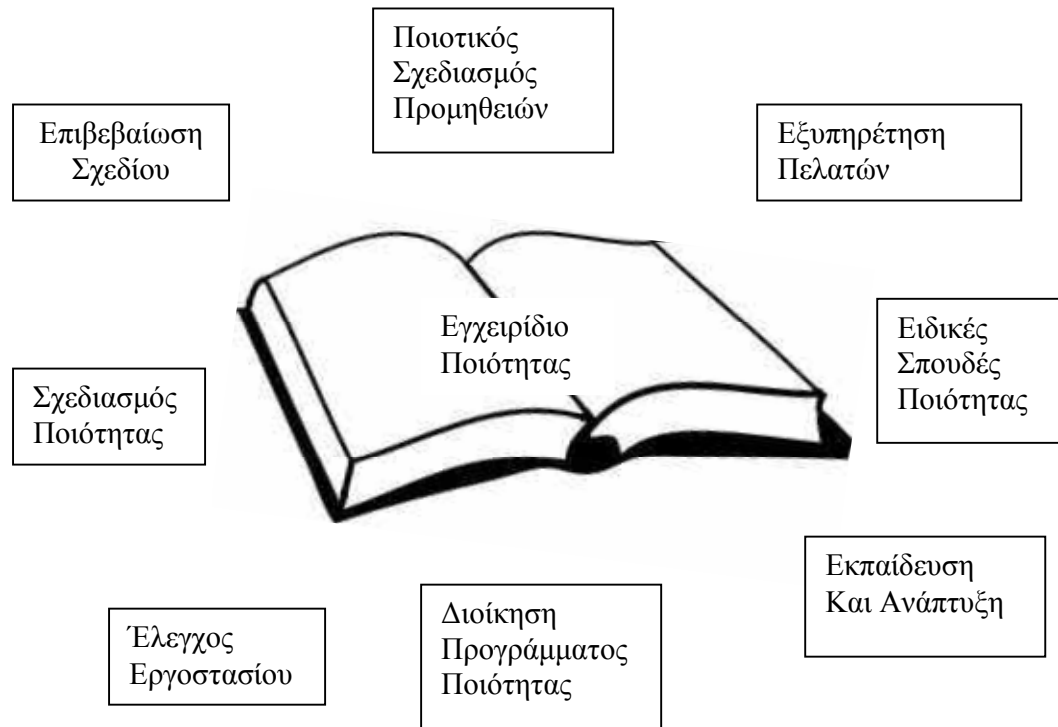 Ποιοτικός
Σχεδιασμός
Προμηθειών
Επιβεβαίωση
Σχεδίου
Εξυπηρέτηση
Πελατών
Εγχειρίδιο
Ποιότητας
Ειδικές
Σπουδές
Ποιότητας
Σχεδιασμός
Ποιότητας
Εκπαίδευση
Και Ανάπτυξη
Έλεγχος
Εργοστασίου
Διοίκηση
Προγράμματος
Ποιότητας